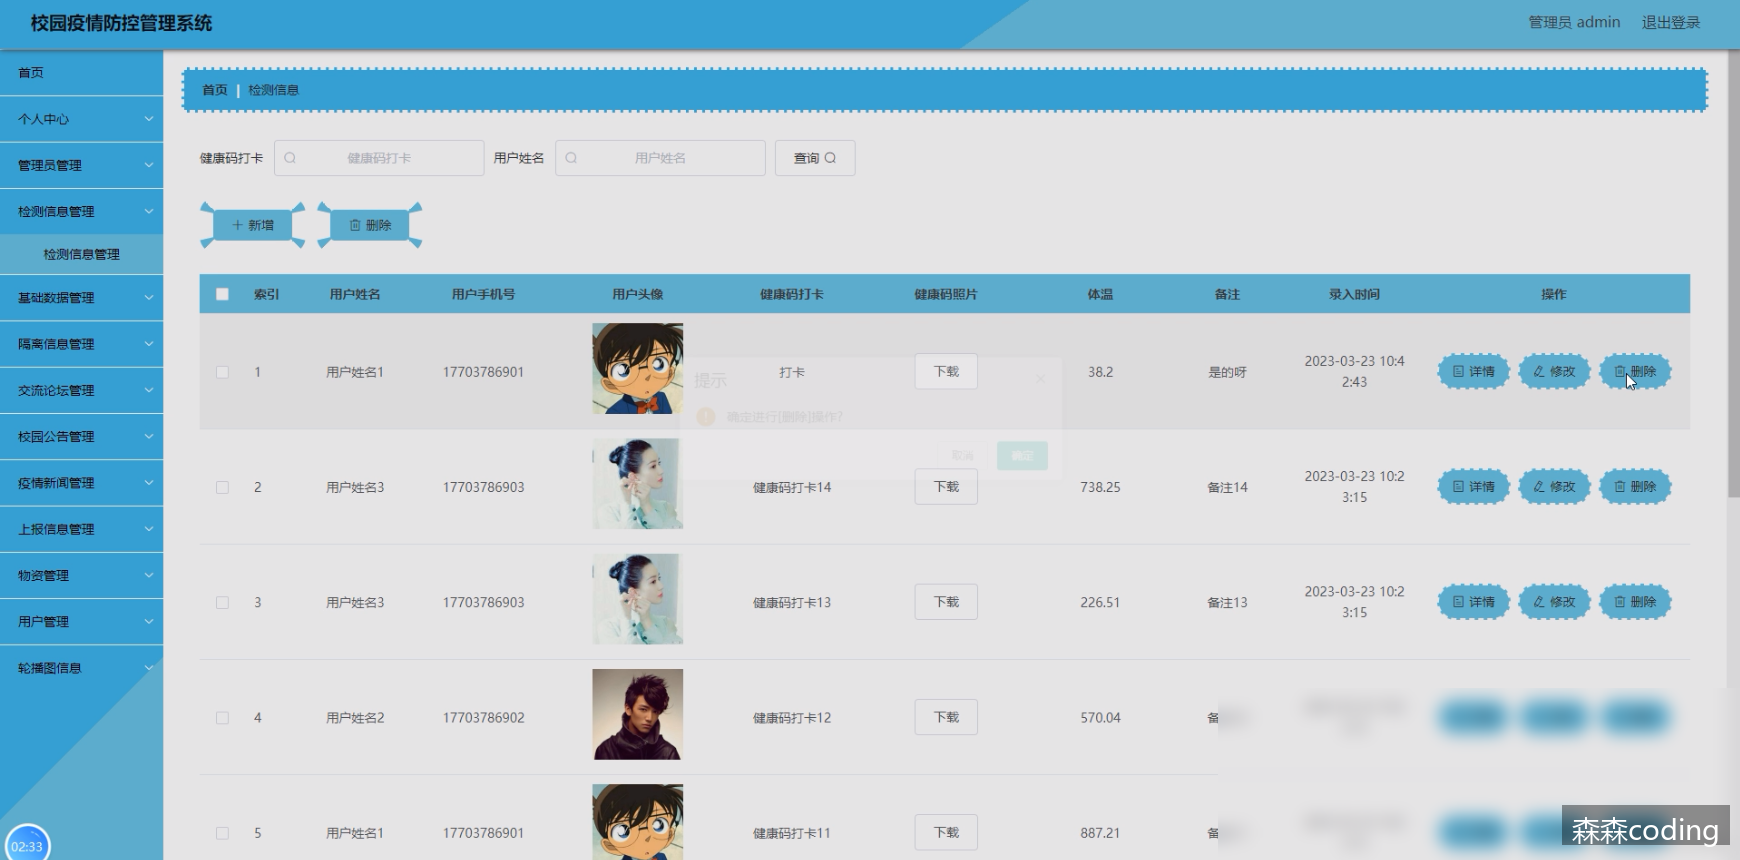 校园疫情防控管理系统
管理员 admin 退出登录
首页
个人中心
管理员管理
检测信息管理
检测信息管理
基础数据管理
隔离信息管理
交流论坛管理
校园公告管理
疫情新闻管理
上报信息管理
物资管理
用户管理
轮播图信息
02:33
首页 | 检测信息
健康码打卡 健康码打卡 用户姓名 用户姓名 查询
新增 删除
索引 用户姓名 用户手机号 用户头像 健康码打卡 健康码照片 体温 备注 录入时间 操作
1 用户姓名1 17703786901 打卡 下载 38.2 是的呀 2023-03-23 10:4
2:43 详情 修改 删除
提示
确定进行[删除]操作?
取消 确定
2 用户姓名3 17703786903 健康码打卡14 下载 738.25 备注14 2023-03-23 10:2
3:15 详情 修改 删除
3 用户姓名3 17703786903 健康码打卡13 下载 226.51 备注13 2023-03-23 10:2
3:15 详情 修改 删除
4 用户姓名2 17703786902 健康码打卡12 下载 570.04 备
5 用户姓名1 17703786901 健康码打卡11 下载 887.21 备
森森coding